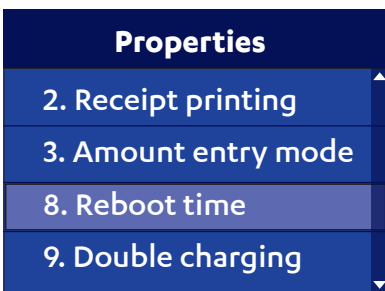 Properties
2. Receipt printing
3. Amount entry mode
8. Reboot time
9. Double charging